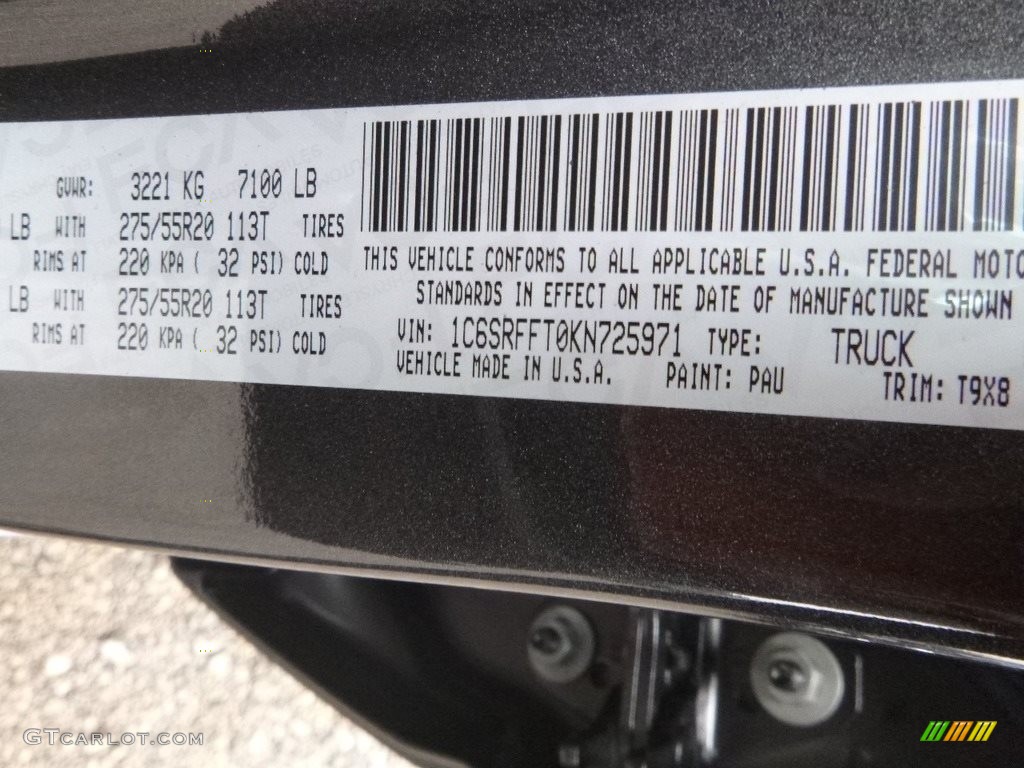 GVWR: 3221 KG 7100 LB
LB WITH 275/55R20 113T TIRES
RIMS AT 220 KPA ( 32 PSI) COLD
LB WITH 275/55R20 113T TIRES
RIMS AT 220 KPA ( 32 PSI) COLD
THIS VEHICLE CONFORMS TO ALL APPLICABLE U.S.A. FEDERAL MOTO
STANDARDS IN EFFECT ON THE DATE OF MANUFACTURE SHOWN
VIN: 1C6SRFFT0KN725971 TYPE: TRUCK
VEHICLE MADE IN U.S.A. PAINT: PAU TRIM: T9X8
GTCARLOT.COM